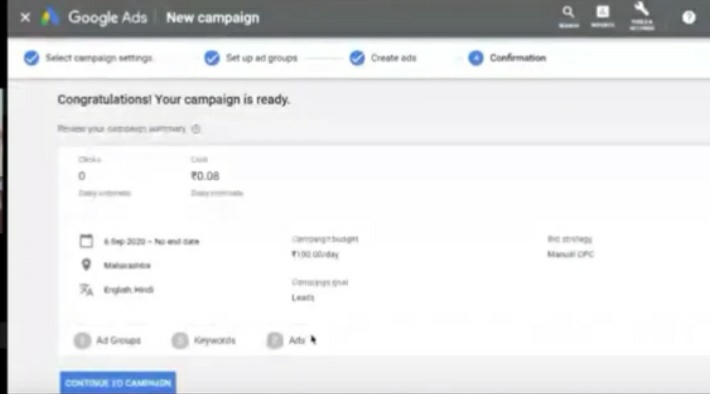 Google Ads New campaign
SEARCH REPORTS TOOLS & SETTINGS
Select campaign settings Set up ad groups Create ads 4 Confirmation
Congratulations! Your campaign is ready.
Review your campaign summary
Clicks Cost
0 ₹0.08
Daily estimate Daily estimate
6 Sep 2020 – No end date Campaign budget Bid strategy
₹100.00/day Manual CPC
Maharashtra
Campaign goal
English, Hindi Leads
Ad Groups Keywords Ads
CONTINUE TO CAMPAIGN